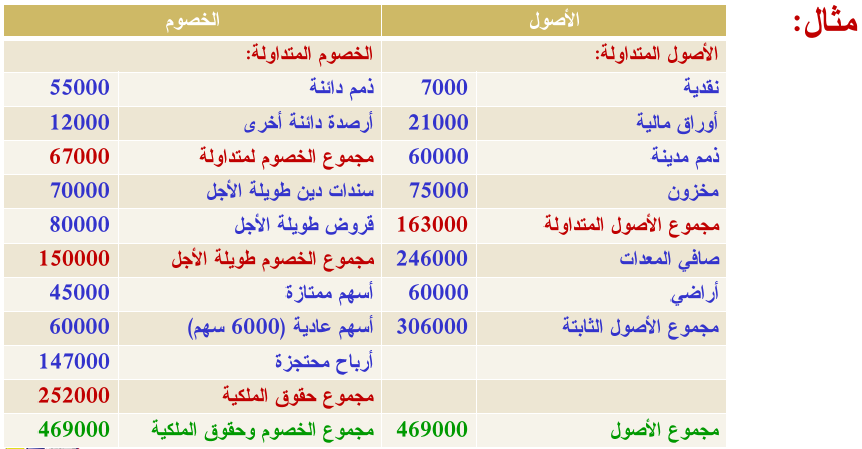 مثال:
الأصول الخصوم
الأصول المتداولة: الخصوم المتداولة:
نقدية 7000 ذمم دائنة 55000
أوراق مالية 21000 أرصدة دائنة أخرى 12000
ذمم مدينة 60000 مجموع الخصوم لمتداولة 67000
مخزون 75000 سندات دين طويلة الأجل 70000
مجموع الأصول المتداولة 163000 قروض طويلة الأجل 80000
صافي المعدات 246000 مجموع الخصوم طويلة الأجل 150000
أراضي 60000 أسهم ممتازة 45000
مجموع الأصول الثابتة 306000 أسهم عادية (6000 سهم) 60000
أرباح محتجزة 147000
مجموع حقوق الملكية 252000
مجموع الأصول 469000 مجموع الخصوم وحقوق الملكية 469000